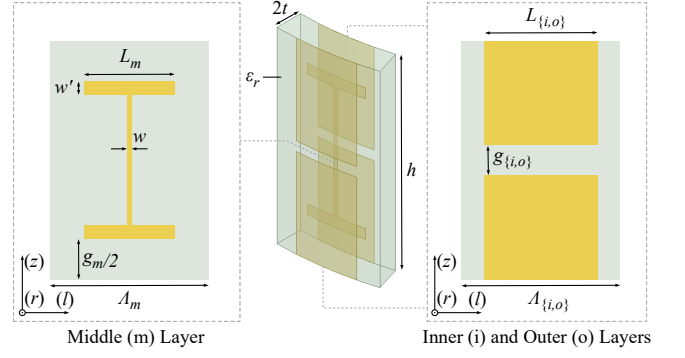 L_m
w'
w
g_m/2
(z)
(r) (l)
Λ_m
Middle (m) Layer
2t
ε_r
h
L_{i,o}
g_{i,o}
(z)
(r) (l)
Λ_{i,o}
Inner (i) and Outer (o) Layers